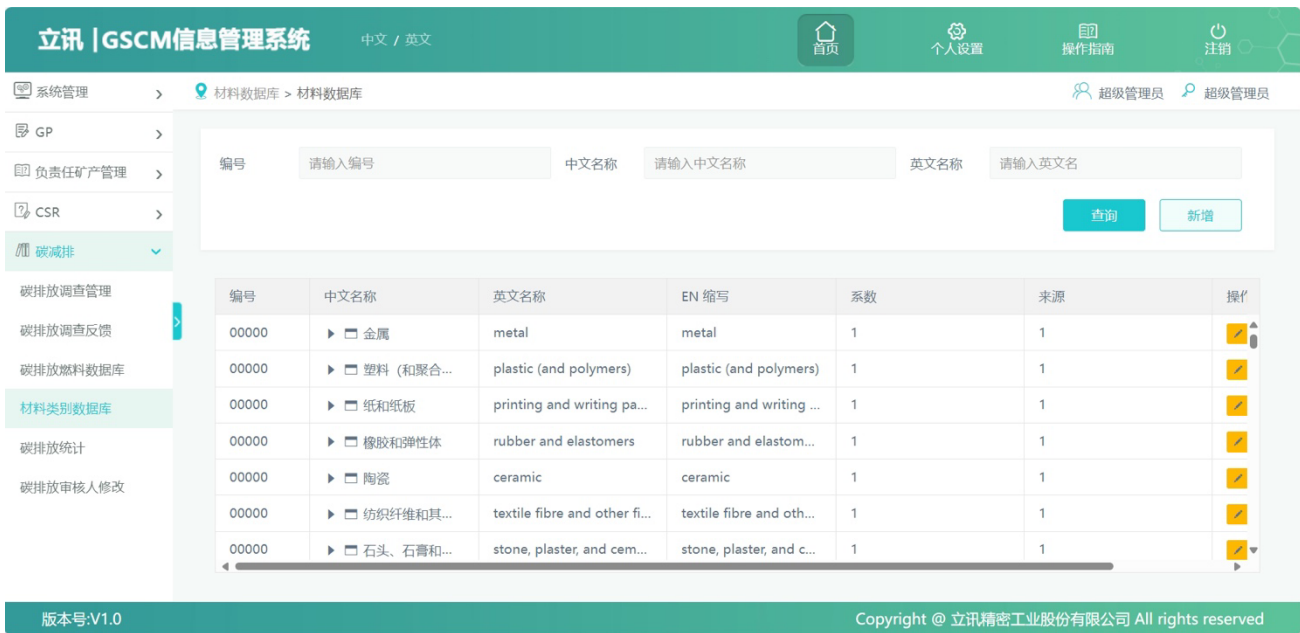 立讯 |GSCM信息管理系统 中文 / 英文 首页 个人设置 操作指南 注销
系统管理
GP
负责任矿产管理
CSR
碳减排
碳排放调查管理
碳排放调查反馈
碳排放燃料数据库
材料类别数据库
碳排放统计
碳排放审核人修改
材料数据库 > 材料数据库 超级管理员 超级管理员
编号 请输入编号 中文名称 请输入中文名称 英文名称 请输入英文名
查询 新增
编号 中文名称 英文名称 EN 缩写 系数 来源 操作
00000 金属 metal metal 1 1
00000 塑料（和聚合... plastic (and polymers) plastic (and polymers) 1 1
00000 纸和纸板 printing and writing pa... printing and writing ... 1 1
00000 橡胶和弹性体 rubber and elastomers rubber and elastom... 1 1
00000 陶瓷 ceramic ceramic 1 1
00000 纺织纤维和其... textile fibre and other fi... textile fibre and oth... 1 1
00000 石头、石膏和... stone, plaster, and cem... stone, plaster, and c... 1 1
版本号:V1.0 Copyright @ 立讯精密工业股份有限公司 All rights reserved